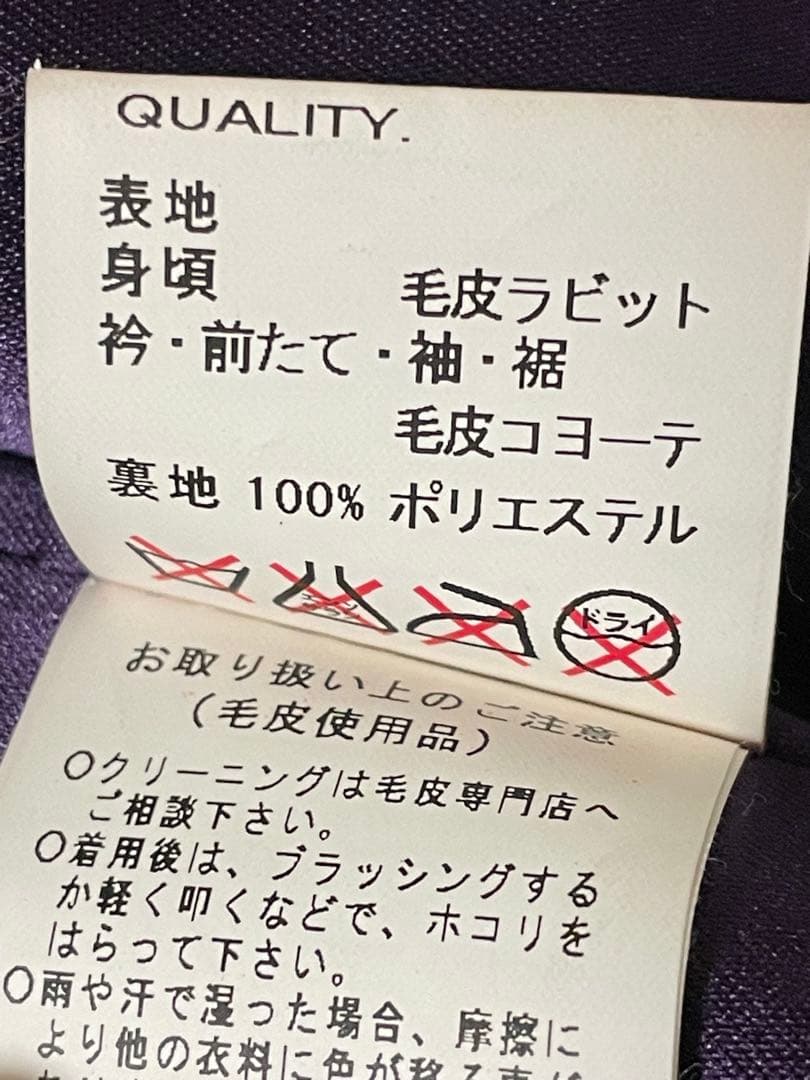 QUALITY.
表地
身頃 毛皮ラビット
衿・前たて・袖・裾
毛皮コヨーテ
裏地 100% ポリエステル
ドライ
お取り扱い上のご注意
(毛皮使用品)
○クリーニングは毛皮専門店へ
ご相談下さい。
○着用後は、ブラッシングする
か軽く叩くなどで、ホコリを
はらって下さい。
○雨や汗で湿った場合、摩擦に
より他の衣料に色が移る事が